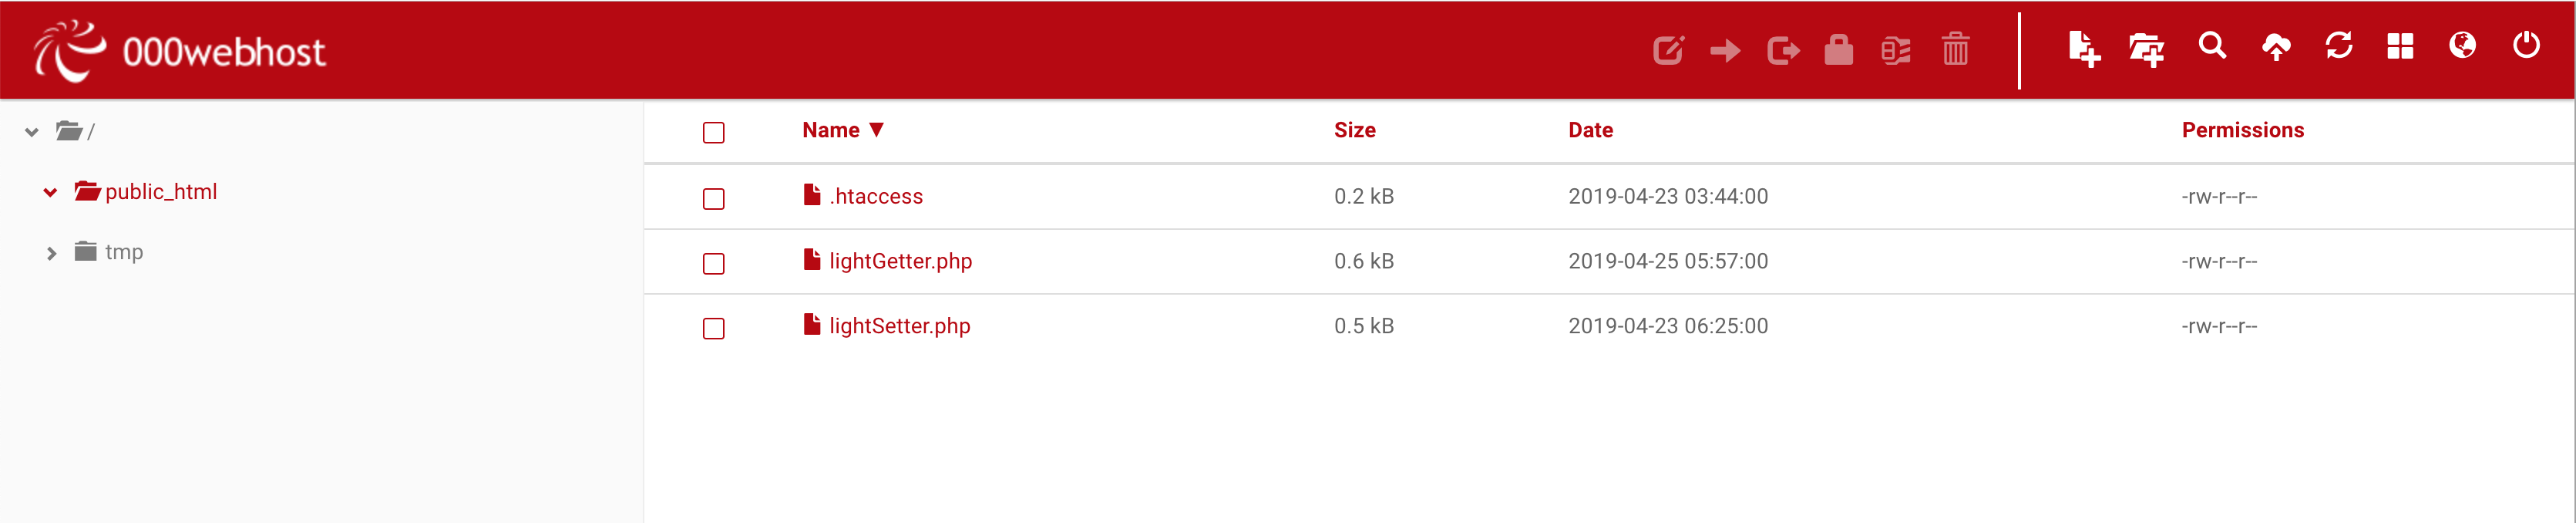 000webhost
/
public_html
tmp
Name ▼ Size Date Permissions
.htaccess 0.2 kB 2019-04-23 03:44:00 -rw-r--r--
lightGetter.php 0.6 kB 2019-04-25 05:57:00 -rw-r--r--
lightSetter.php 0.5 kB 2019-04-23 06:25:00 -rw-r--r--